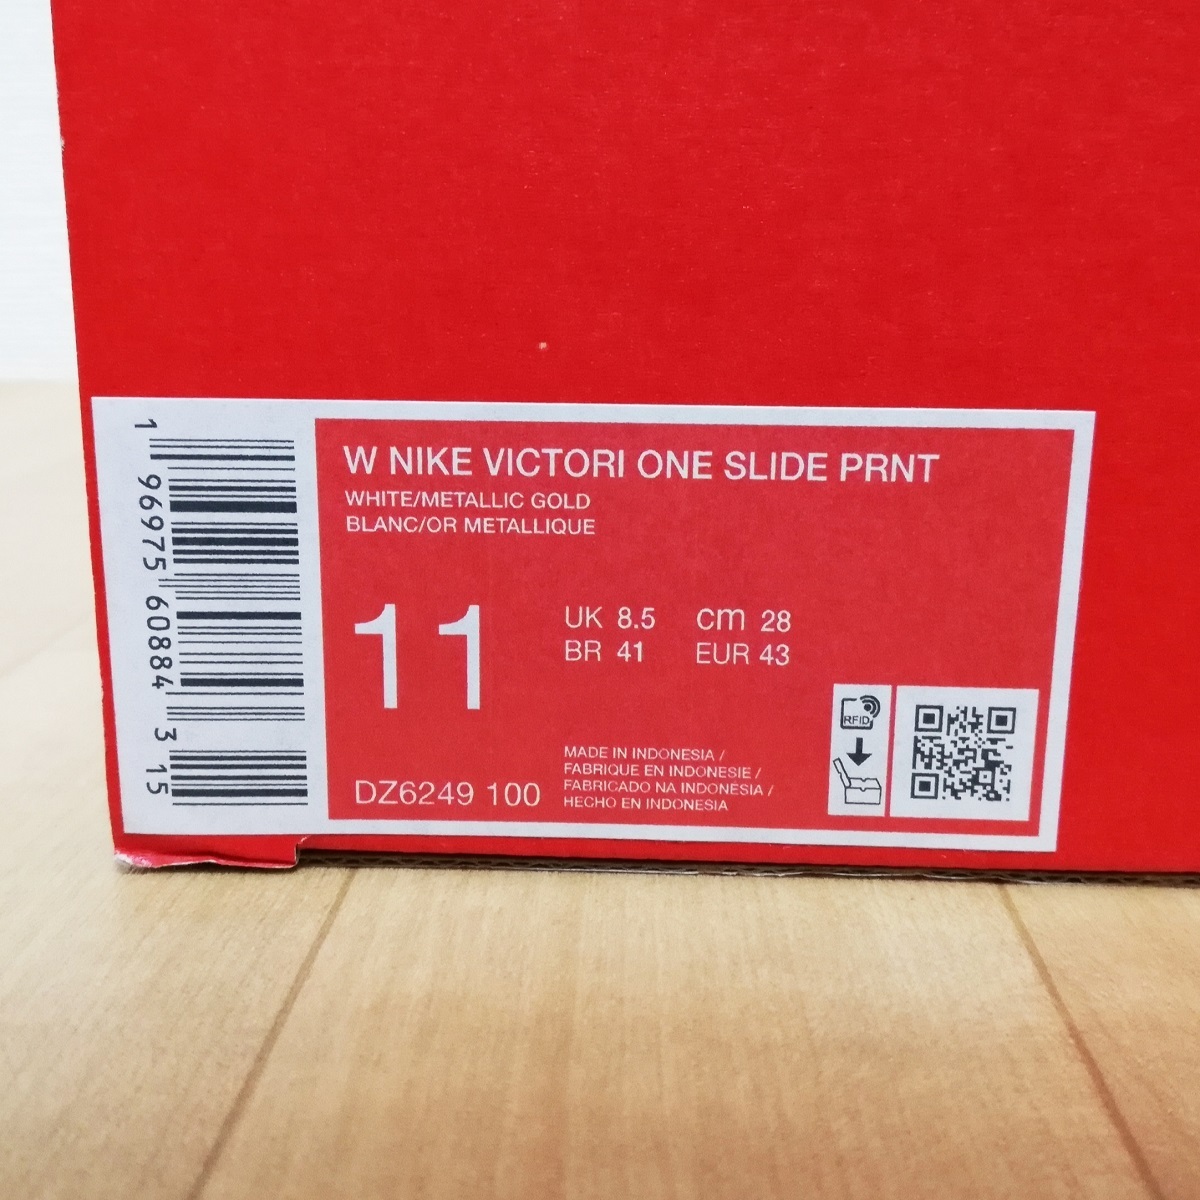 W NIKE VICTORI ONE SLIDE PRNT
WHITE/METALLIC GOLD
BLANC/OR METALLIQUE
11
UK 8.5 cm 28
BR 41 EUR 43
DZ6249 100
MADE IN INDONESIA /
FABRIQUE EN INDONESIE /
FABRICADO NA INDONÉSIA /
HECHO EN INDONESIA
RFID
1 96975 60884 3 15